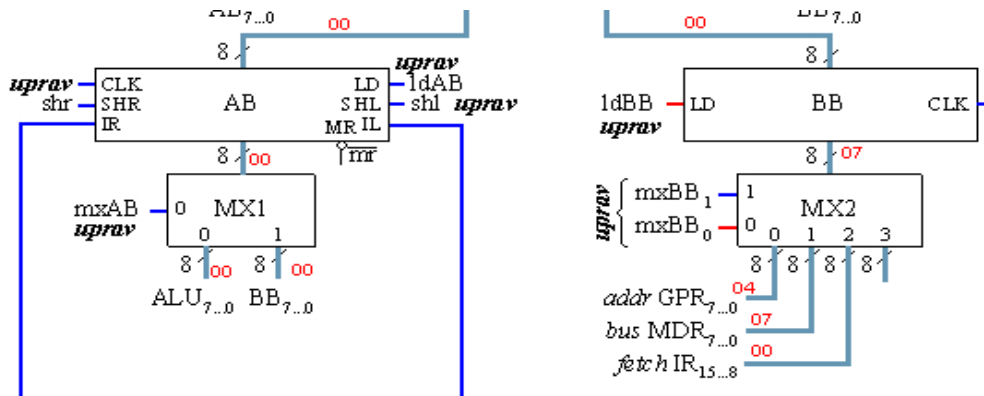 AB7...0
00
8
uprav
CLK
LD
ldAB
shr
SHR
AB
SHL
shl
uprav
IR
MR
IL
mr
uprav
8
00
mxAB
0
MX1
uprav
0
1
8
00
8
00
ALU7...0
BB7...0
00
BB7...0
8
ldBB
LD
BB
CLK
uprav
8
07
uprav
mxBB1
1
MX2
mxBB0
0
0
1
2
3
8
8
8
8
addr GPR7...0
04
bus MDR7...0
07
fetch IR15...8
00